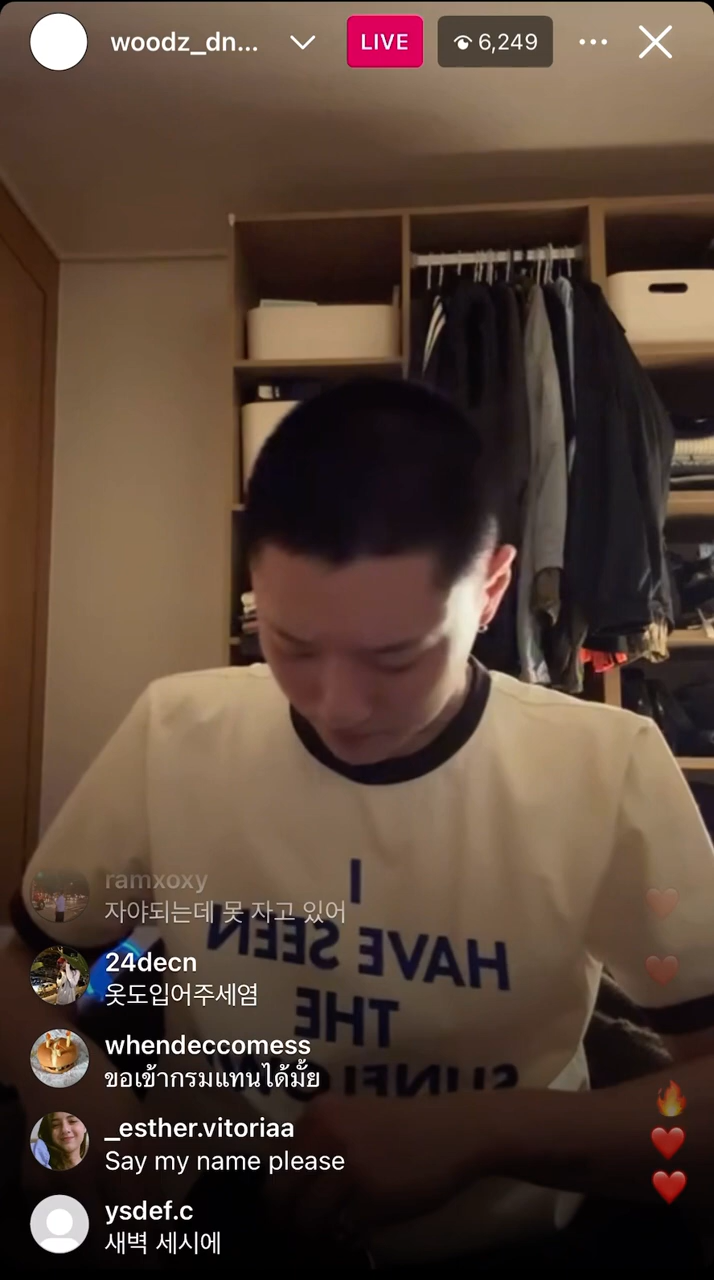 woodz_dn...
LIVE
6,249
I
HAVE SEEN
THE
ramxoxy
자야되는데 못 자고 있어
24decn
옷도입어주세염
whendeccomess
ขอเข้ากรมแทนได้มั้ย
_esther.vitoriaa
Say my name please
ysdef.c
새벽 세시에